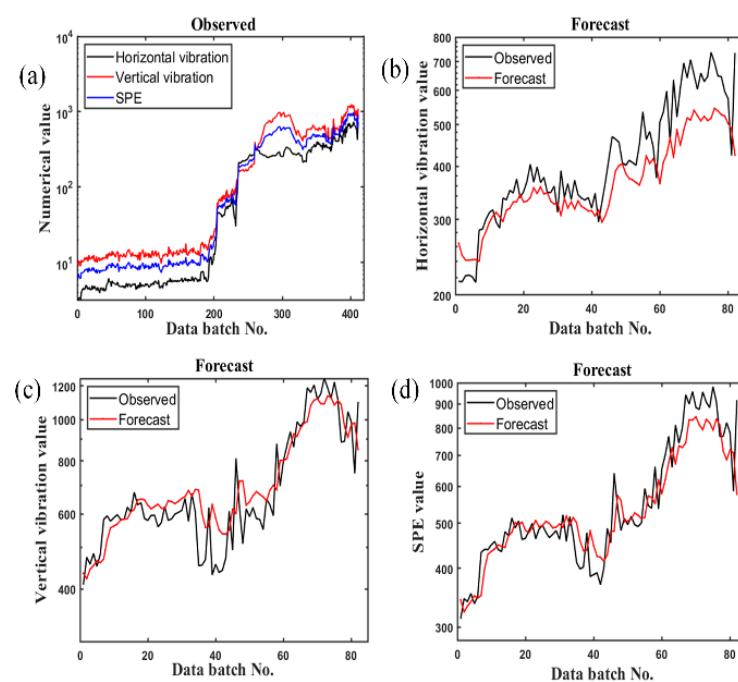 Observed
(a)
Horizontal vibration
Vertical vibration
SPE
Numerical value
10^4
10^3
10^2
10^1
0 100 200 300 400
Data batch No.
Forecast
(b)
Observed
Forecast
Horizontal vibration value
800
700
600
500
400
300
200
0 20 40 60 80
Data batch No.
Forecast
(c)
Observed
Forecast
Vertical vibration value
1200
1000
800
600
400
0 20 40 60 80
Data batch No.
Forecast
(d)
Observed
Forecast
SPE value
1000
900
800
700
600
500
400
300
0 20 40 60 80
Data batch No.